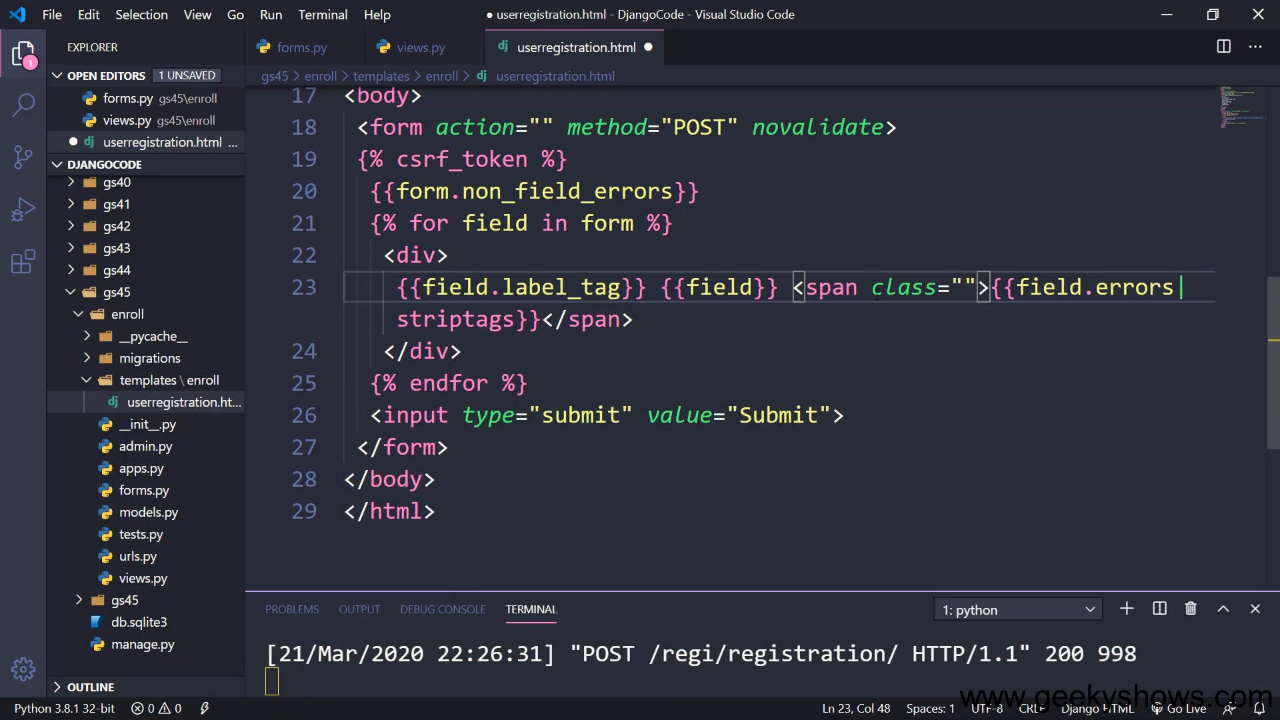 File Edit Selection View Go Run Terminal Help
● userregistration.html - DjangoCode - Visual Studio Code
EXPLORER
forms.py views.py userregistration.html
OPEN EDITORS 1 UNSAVED
forms.py gs45\enroll
views.py gs45\enroll
userregistration.html ...
DJANGOCODE
gs40
gs41
gs42
gs43
gs44
gs45
enroll
__pycache__
migrations
templates \ enroll
userregistration.ht...
__init__.py
admin.py
apps.py
forms.py
models.py
tests.py
urls.py
views.py
gs45
db.sqlite3
manage.py
OUTLINE
1
gs45 > enroll > templates > enroll > userregistration.html
17 <body>
18 <form action="" method="POST" novalidate>
19 {% csrf_token %}
20 {{form.non_field_errors}}
21 {% for field in form %}
22 <div>
23 {{field.label_tag}} {{field}} <span class="">{{field.errors|
striptags}}</span>
24 </div>
25 {% endfor %}
26 <input type="submit" value="Submit">
27 </form>
28 </body>
29 </html>
PROBLEMS OUTPUT DEBUG CONSOLE TERMINAL 1: python
[21/Mar/2020 22:26:31] "POST /regi/registration/ HTTP/1.1" 200 998
www.geekyshows.com
Python 3.8.1 32-bit 0 0 Ln 23, Col 48 Spaces: 1 UTF-8 CRLF Django HTML Go Live